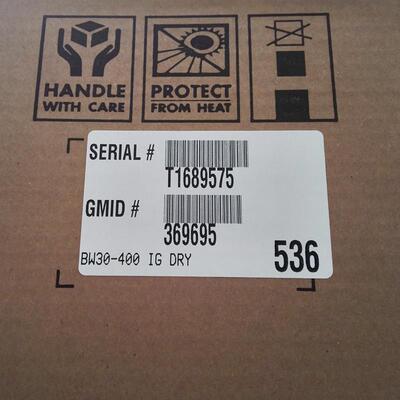 HANDLE
WITH CARE
PROTECT
FROM HEAT
SERIAL #
T1689575
GMID #
369695
BW30-400 IG DRY
536